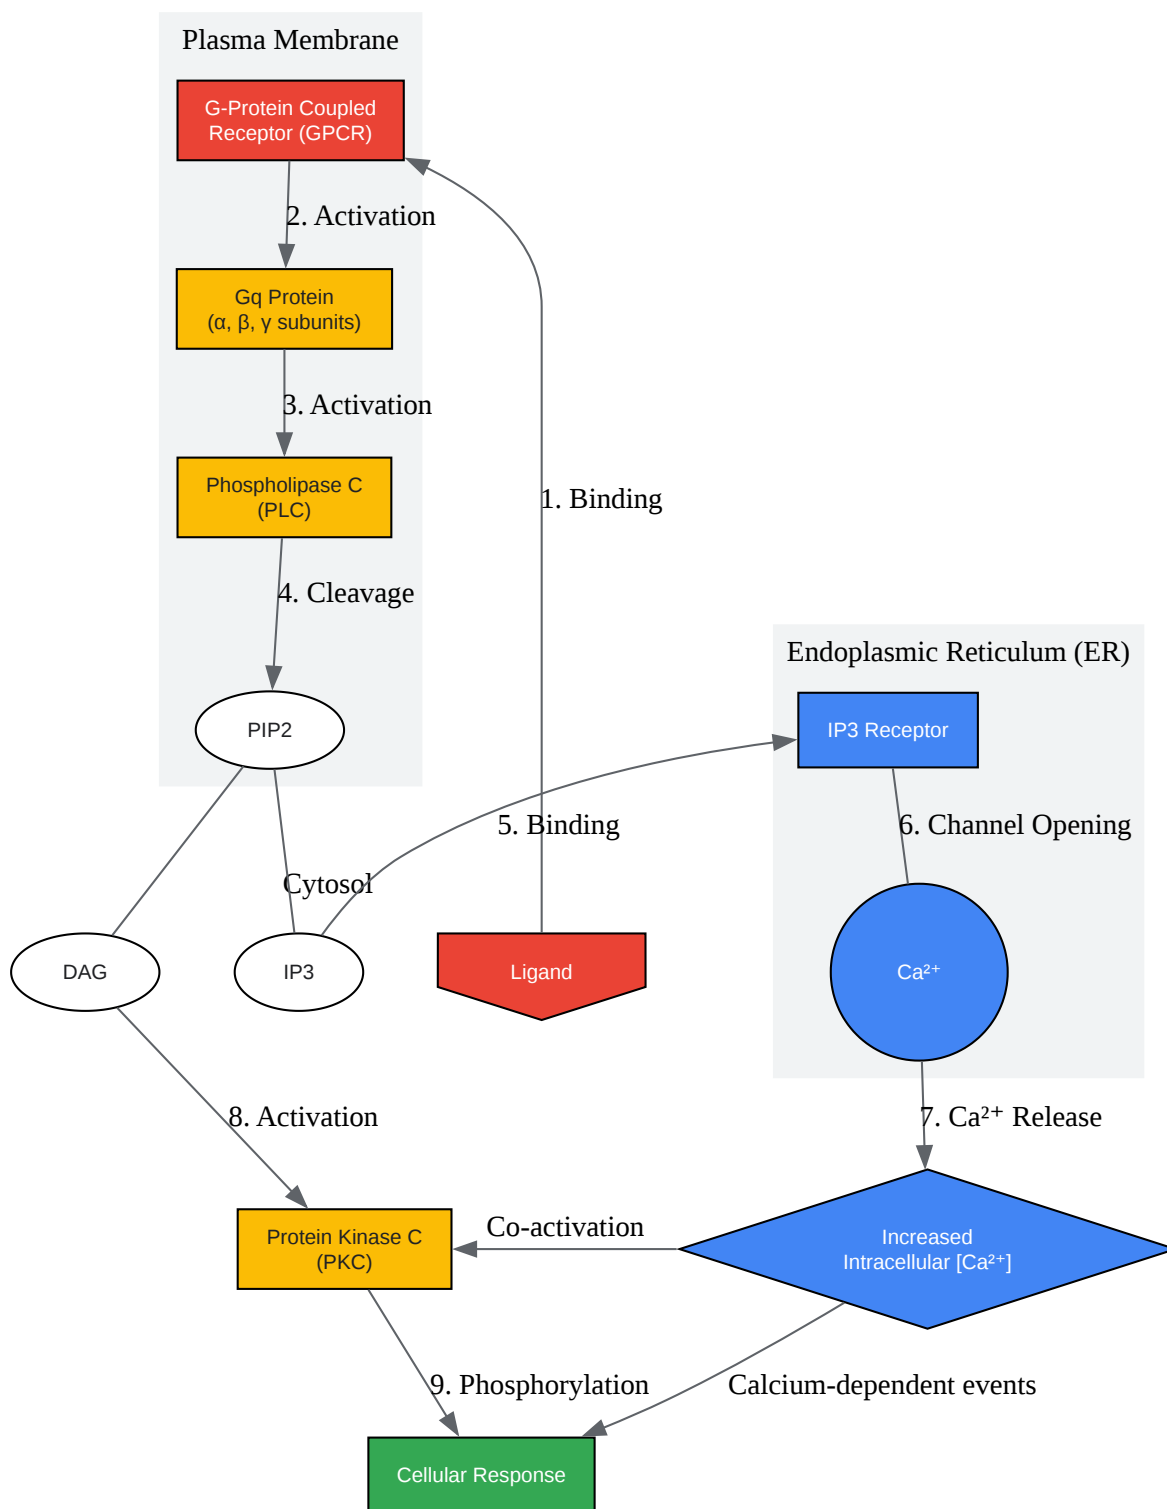 Plasma Membrane
G-Protein Coupled
Receptor (GPCR)
2. Activation
Gq Protein
(α, β, γ subunits)
3. Activation
Phospholipase C
(PLC)
1. Binding
4. Cleavage
Endoplasmic Reticulum (ER)
PIP2
IP3 Receptor
5. Binding
6. Channel Opening
Cytosol
DAG
IP3
Ligand
Ca²⁺
8. Activation
7. Ca²⁺ Release
Co-activation
Protein Kinase C
(PKC)
Increased
Intracellular [Ca²⁺]
9. Phosphorylation
Calcium-dependent events
Cellular Response